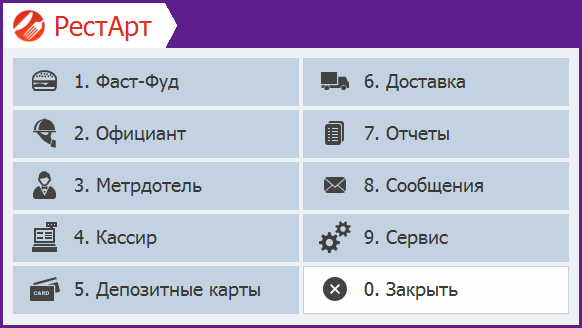 РестАрт
1. Фаст-Фуд
2. Официант
3. Метрдотель
4. Кассир
CARD
5. Депозитные карты
6. Доставка
7. Отчеты
8. Сообщения
9. Сервис
0. Закрыть